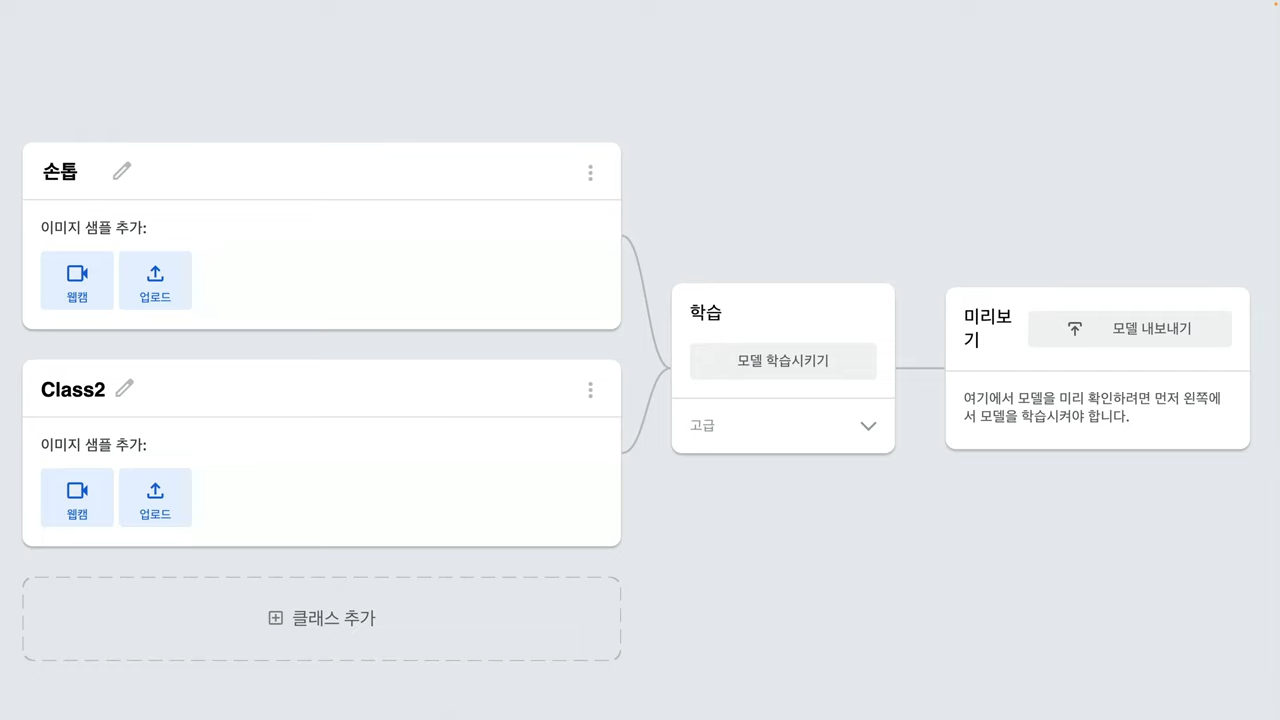 손톱
이미지 샘플 추가:
웹캠
업로드
Class2
이미지 샘플 추가:
웹캠
업로드
클래스 추가
학습
모델 학습시키기
고급
미리보
기
모델 내보내기
여기에서 모델을 미리 확인하려면 먼저 왼쪽에
서 모델을 학습시켜야 합니다.